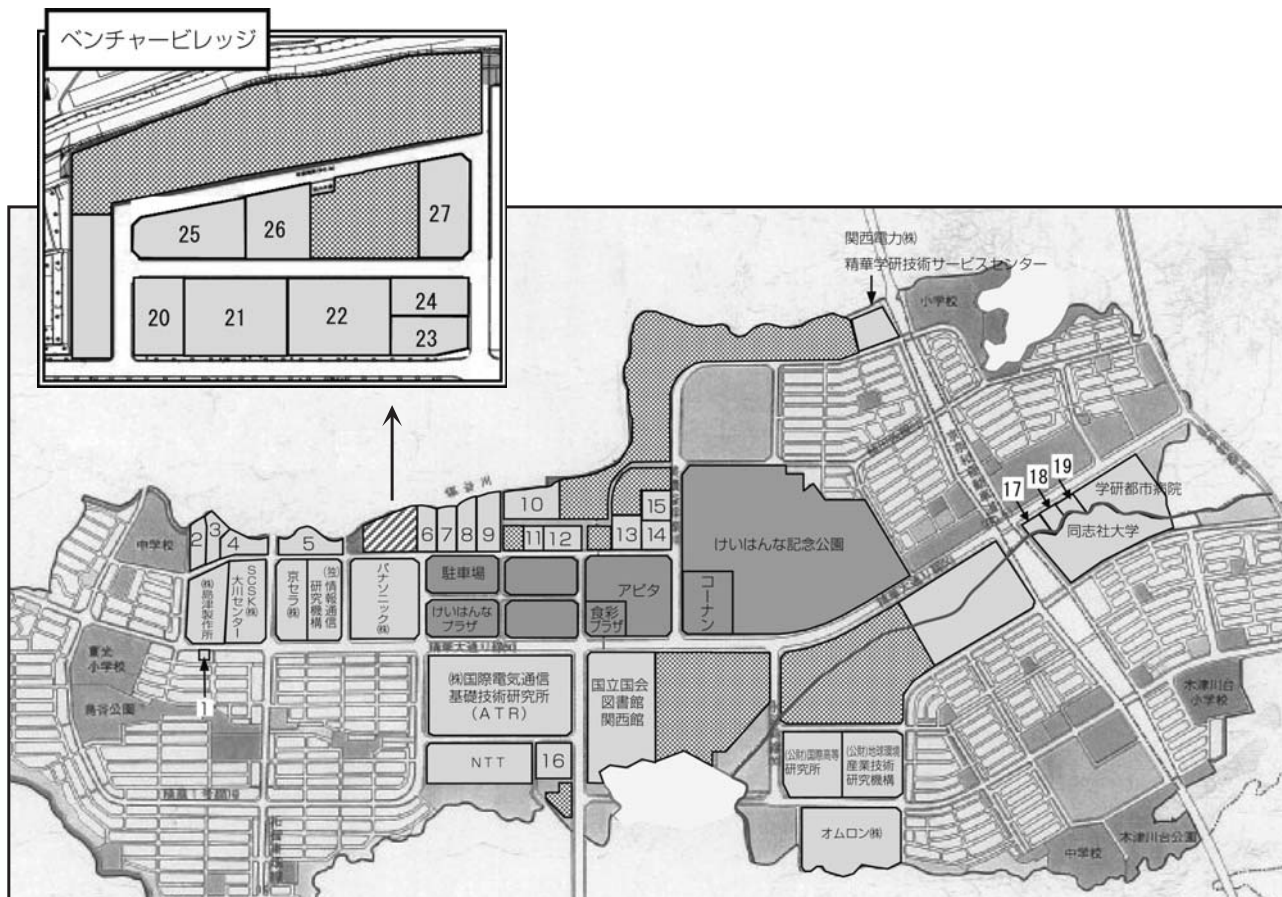 ベンチャービレッジ
25
26
27
20
21
22
24
23
関西電力㈱
精華学研技術サービスセンター
小学校
学研都市病院
17
18
19
同志社大学
中学校
2
3
4
5
6
7
8
9
10
11
12
13
14
15
㈱島津製作所
SCSK㈱
大川センター
京セラ㈱
㈱情報通信
研究機構
パナソニック㈱
駐車場
けいはんな
プラザ
アピタ
食彩
プラザ
コーナン
けいはんな記念公園
1
東光
小学校
鳥谷公園
㈱国際電気通信
基礎技術研究所
(ATR)
NTT
16
国立国会
図書館
関西館
(公財)国際高等
研究所
(公財)地球環境
産業技術
研究機構
オムロン㈱
木津川台
小学校
中学校
木津川台公園